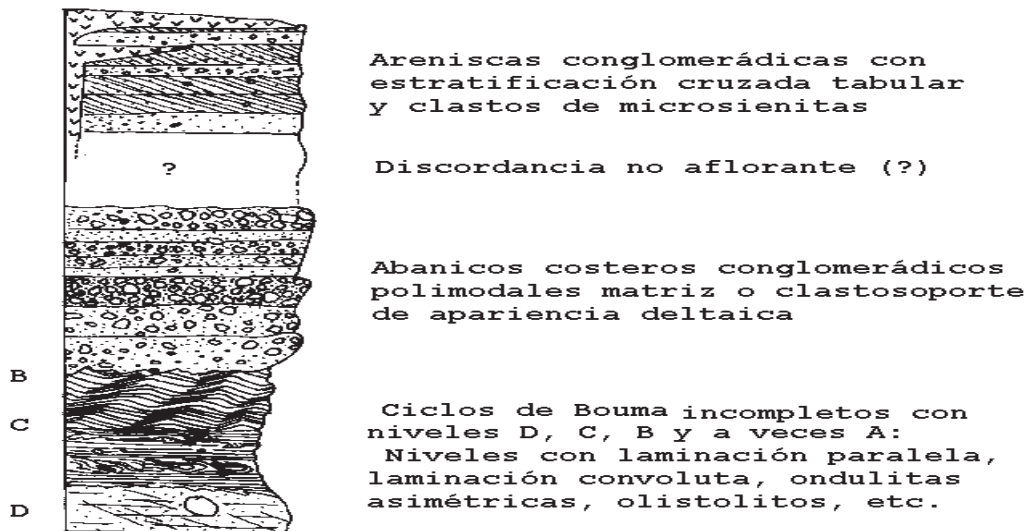 Areniscas conglomerádicas con
estratificación cruzada tabular
y clastos de microsienitas
?
Discordancia no aflorante (?)
Abanicos costeros conglomerádicos
polimodales matriz o clastosoporte
de apariencia deltaica
B
C
D
Ciclos de Bouma incompletos con
niveles D, C, B y a veces A:
Niveles con laminación paralela,
laminación convoluta, ondulitas
asimétricas, olistolitos, etc.